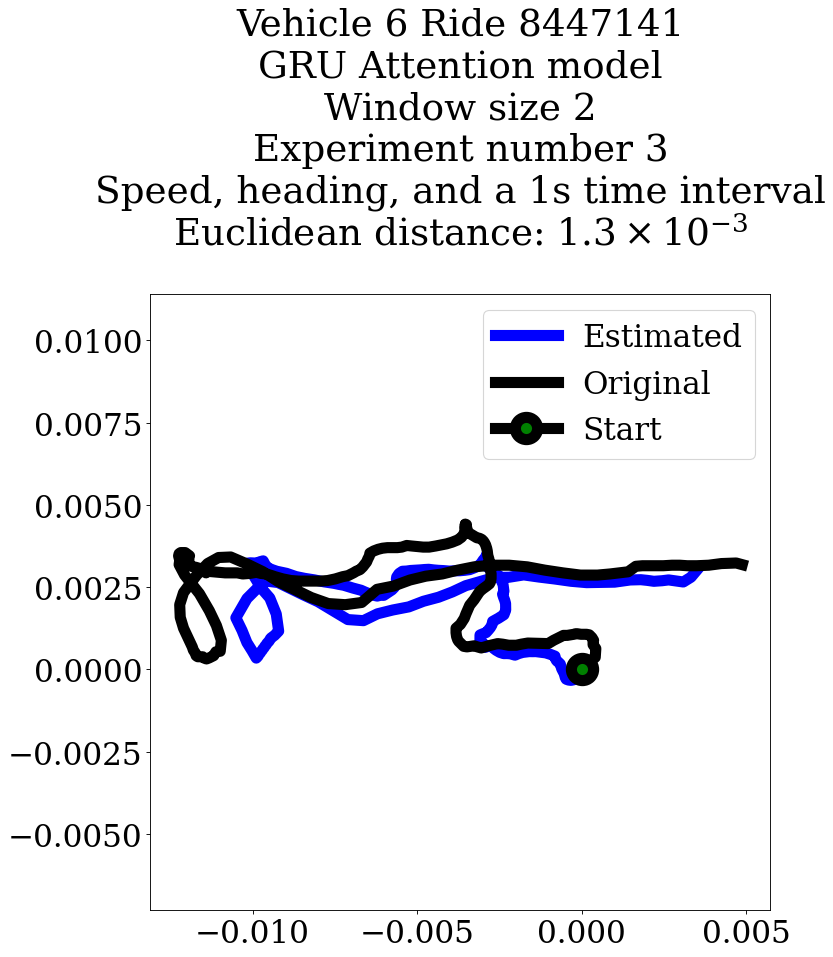 Vehicle 6 Ride 8447141
GRU Attention model
Window size 2
Experiment number 3
Speed, heading, and a 1s time interval
Euclidean distance: 1.3 × 10⁻³
Estimated
Original
Start
0.0100
0.0075
0.0050
0.0025
0.0000
−0.0025
−0.0050
−0.010 −0.005 0.000 0.005